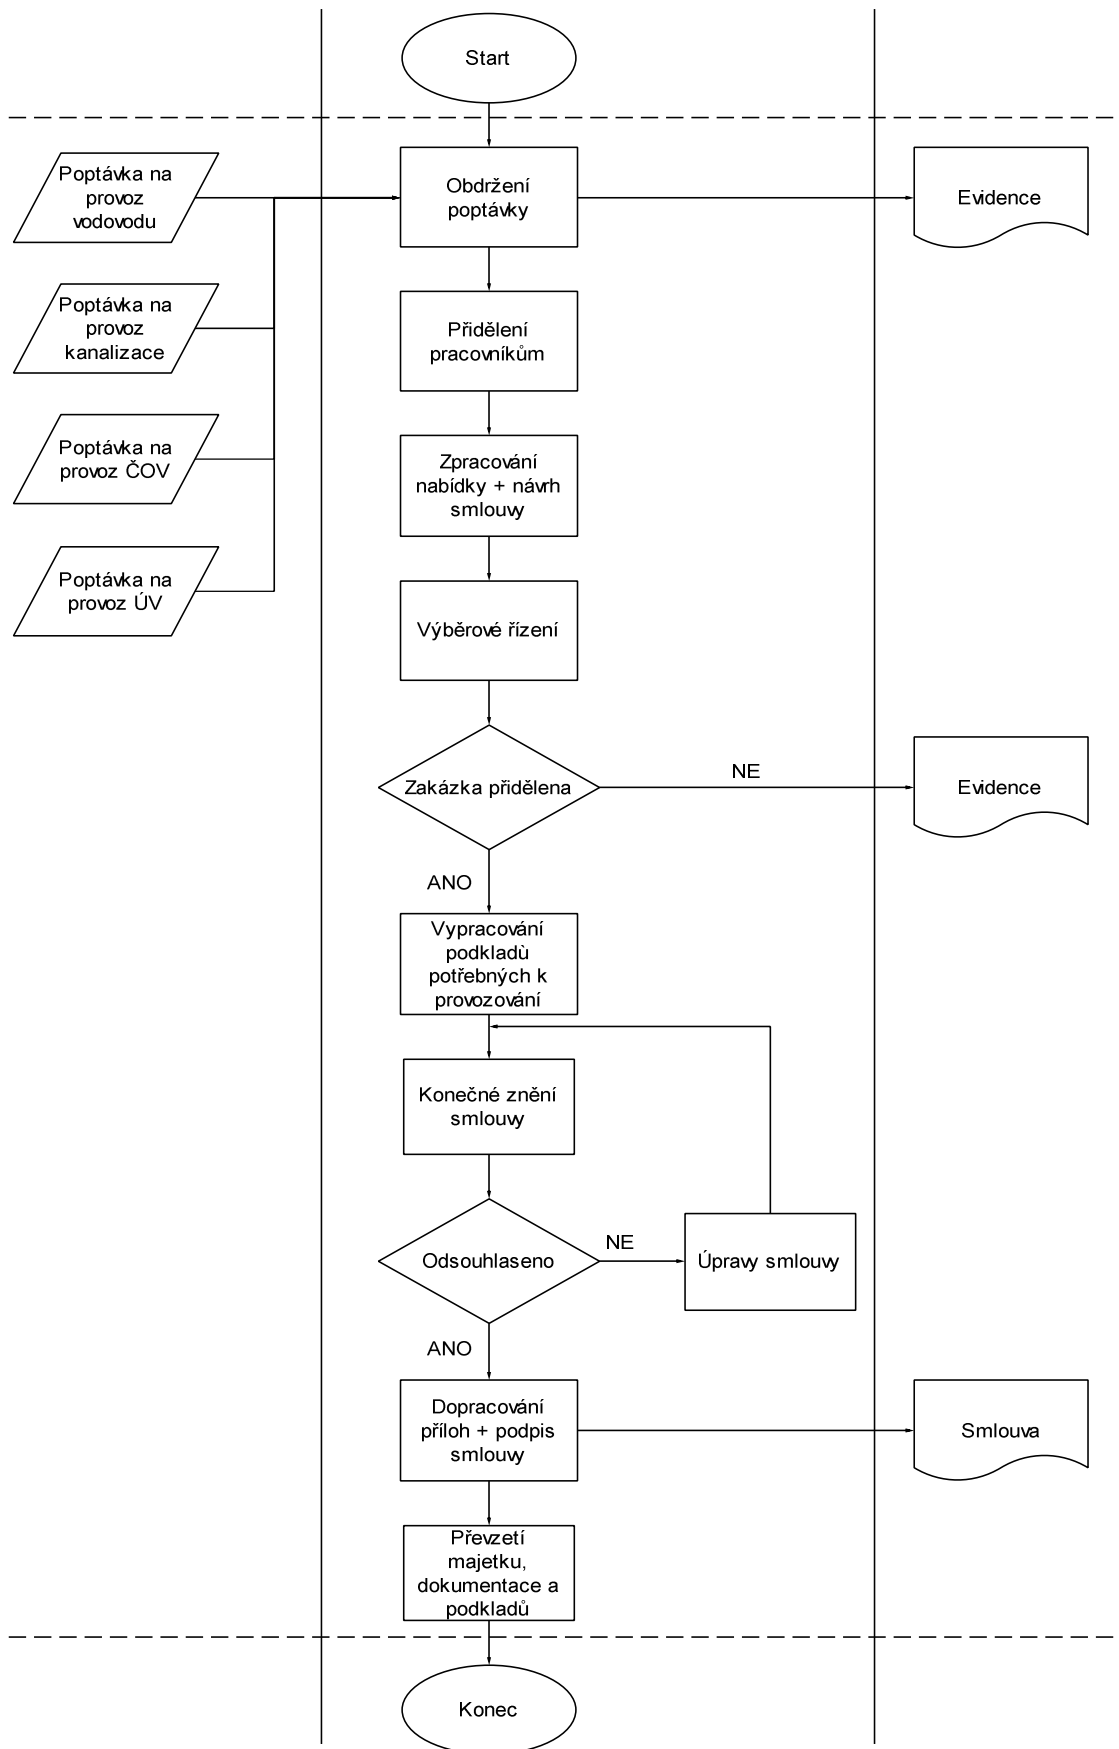 Start
Poptávka na
provoz
vodovodu
Obdržení
poptávky
Evidence
Poptávka na
provoz
kanalizace
Přidělení
pracovníkům
Poptávka na
provoz ČOV
Zpracování
nabídky + návrh
smlouvy
Poptávka na
provoz ÚV
Výběrové řízení
Zakázka přidělena
NE
Evidence
ANO
Vypracování
podkladù
potřebných k
provozování
Konečné znění
smlouvy
Odsouhlaseno
NE
Úpravy smlouvy
ANO
Dopracování
příloh + podpis
smlouvy
Smlouva
Převzetí
majetku,
dokumentace a
podkladů
Konec